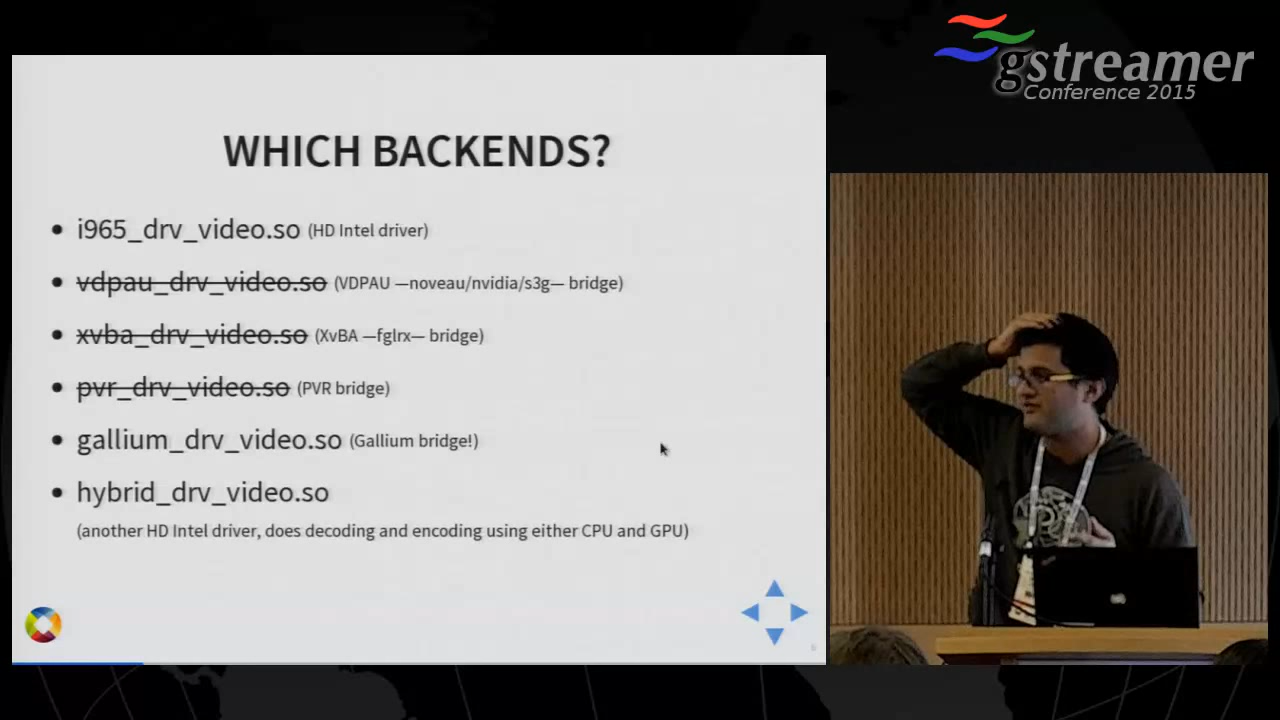 gstreamer
Conference 2015
WHICH BACKENDS?
i965_drv_video.so (HD Intel driver)
vdpau_drv_video.so (VDPAU —noveau/nvidia/s3g— bridge)
xvba_drv_video.so (XvBA —fglrx— bridge)
pvr_drv_video.so (PVR bridge)
gallium_drv_video.so (Gallium bridge!)
hybrid_drv_video.so
(another HD Intel driver, does decoding and encoding using either CPU and GPU)